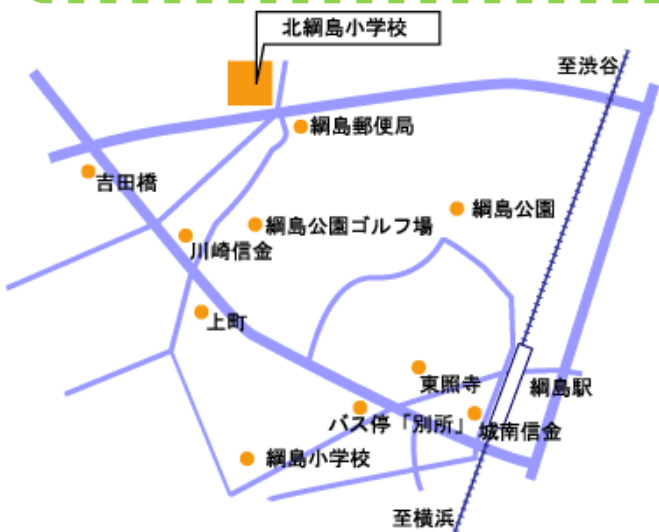 北綱島小学校
至渋谷
綱島郵便局
吉田橋
綱島公園
綱島公園ゴルフ場
川崎信金
上町
東照寺
綱島駅
バス停「別所」
城南信金
綱島小学校
至横浜